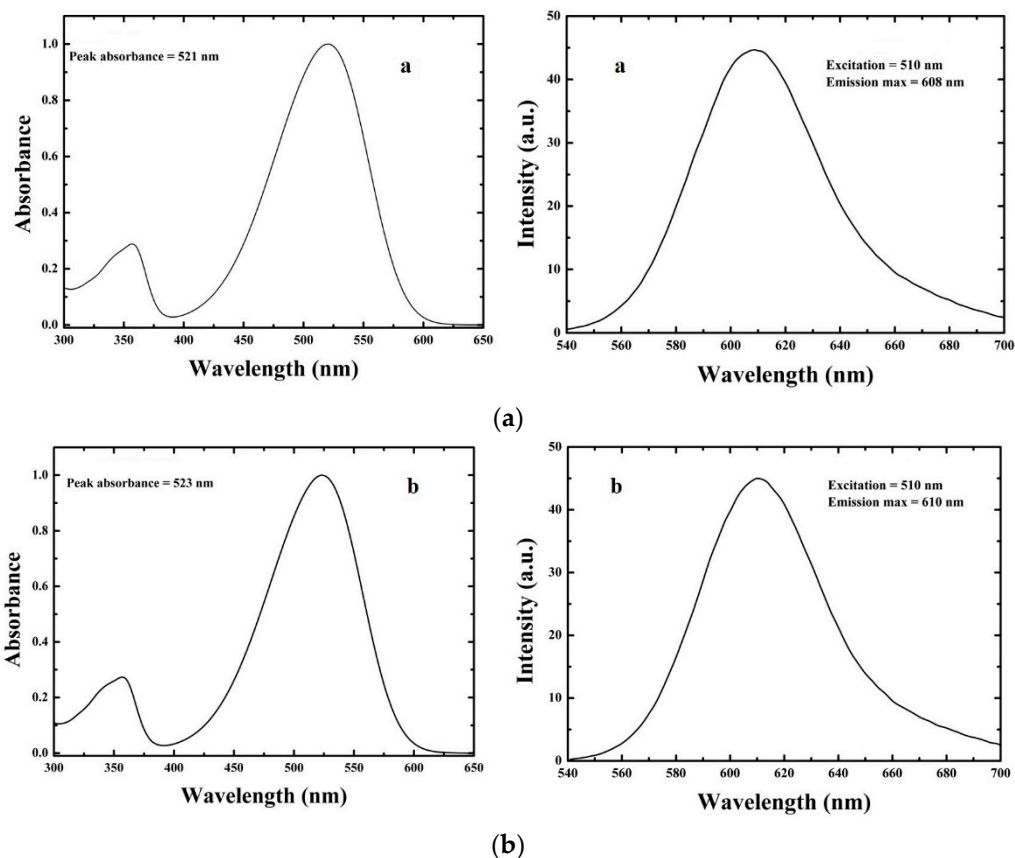 Peak absorbance = 521 nm
a
Absorbance
1.0
0.8
0.6
0.4
0.2
0.0
300 350 400 450 500 550 600 650
Wavelength (nm)
a
Excitation = 510 nm
Emission max = 608 nm
Intensity (a.u.)
50
40
30
20
10
0
540 560 580 600 620 640 660 680 700
Wavelength (nm)
(a)
Peak absorbance = 523 nm
b
Absorbance
1.0
0.8
0.6
0.4
0.2
0.0
300 350 400 450 500 550 600 650
Wavelength (nm)
b
Excitation = 510 nm
Emission max = 610 nm
Intensity (a.u.)
50
45
40
30
20
10
0
540 560 580 600 620 640 660 680 700
Wavelength (nm)
(b)